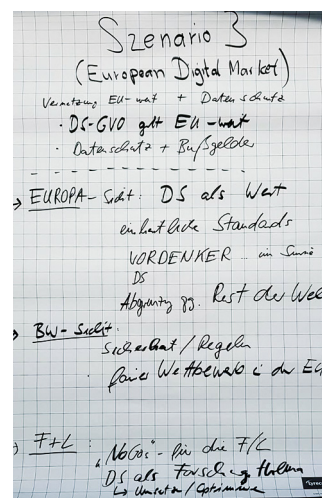 Szenario 3
(European Digital Market)
Vernetzung EU-weit + Datenschutz
· DS-GVO gilt EU-weit
· Datenschutz + Bußgelder
→ EUROPA-Sicht: DS als Wert
einheitliche Standards
VORDENKER ... im Sinne
DS
Abgrenzung gg. Rest der Wel
→ BW-Sicht:
Sicherheit / Regeln
· faires Wettbewerb i der EU
→ F+L:
"NoGos" - für die F/L
DS als Forschungsthema
↳ Umsetzen / Optimieren